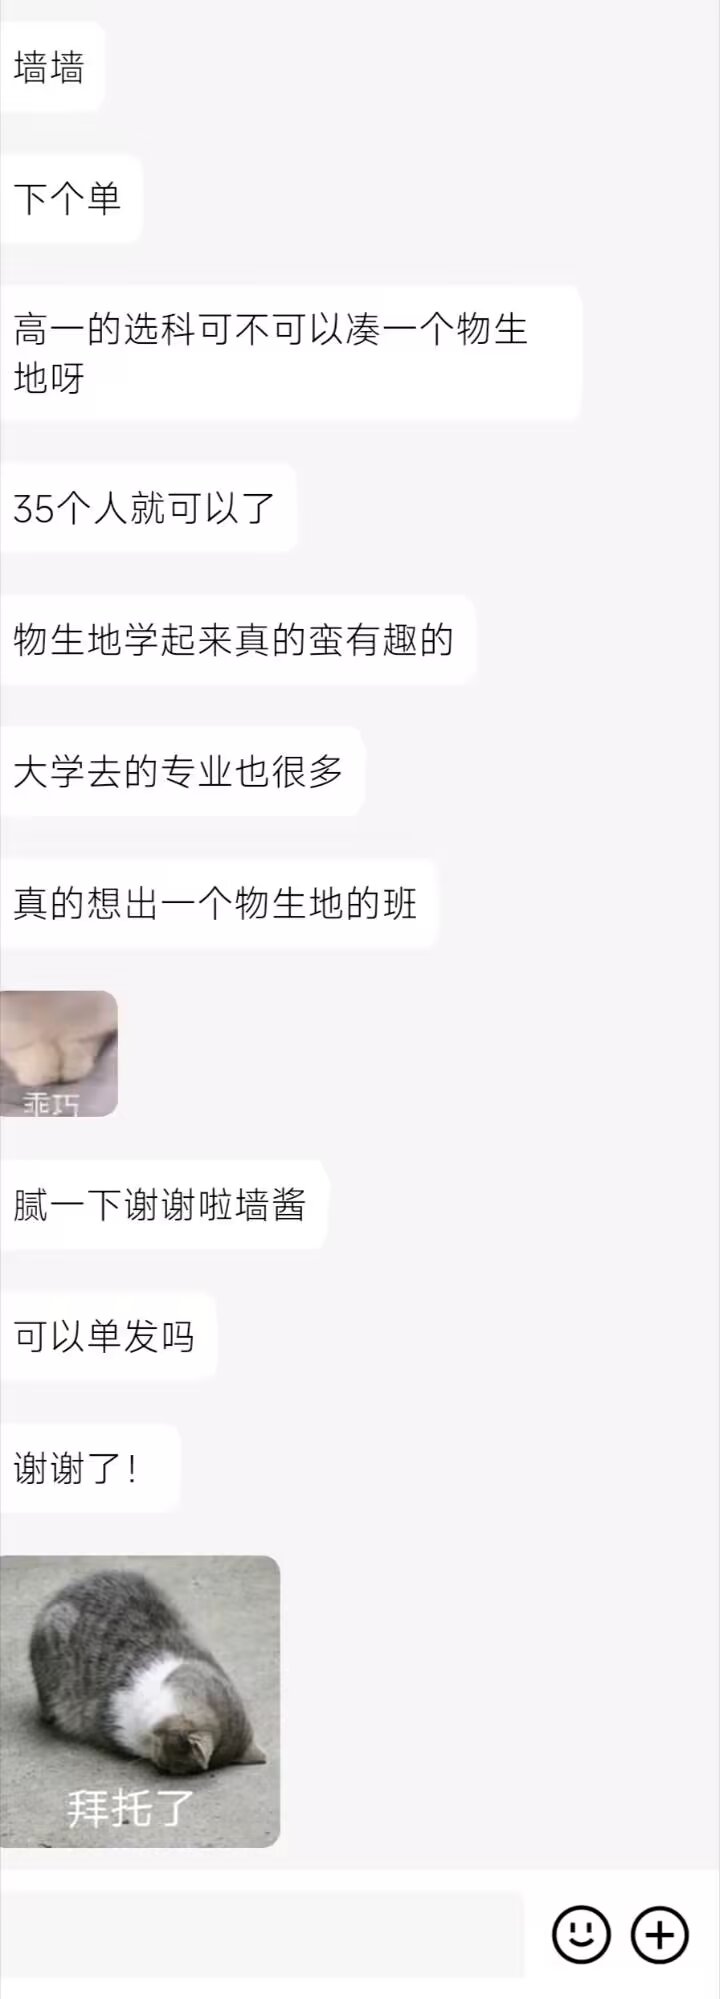 墙墙
下个单
高一的选科可不可以凑一个物生
地呀
35个人就可以了
物生地学起来真的蛮有趣的
大学去的专业也很多
真的想出一个物生地的班
乖巧
腻一下谢谢啦墙酱
可以单发吗
谢谢了！
拜托了